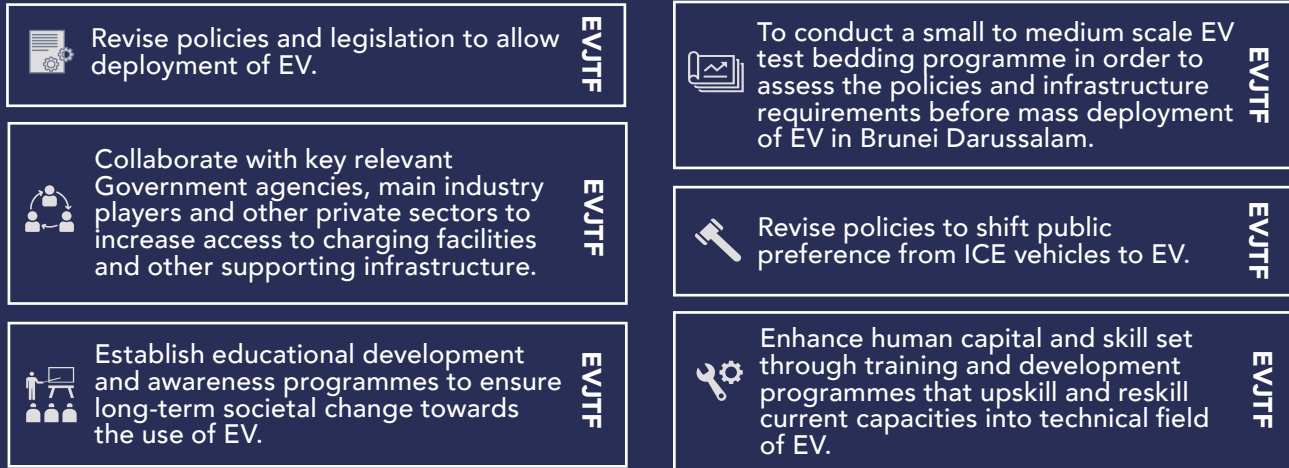 Revise policies and legislation to allow
deployment of EV.
EVJTF
Collaborate with key relevant
Government agencies, main industry
players and other private sectors to
increase access to charging facilities
and other supporting infrastructure.
EVJTF
Establish educational development
and awareness programmes to ensure
long-term societal change towards
the use of EV.
EVJTF
To conduct a small to medium scale EV
test bedding programme in order to
assess the policies and infrastructure
requirements before mass deployment
of EV in Brunei Darussalam.
EVJTF
Revise policies to shift public
preference from ICE vehicles to EV.
EVJTF
Enhance human capital and skill set
through training and development
programmes that upskill and reskill
current capacities into technical field
of EV.
EVJTF